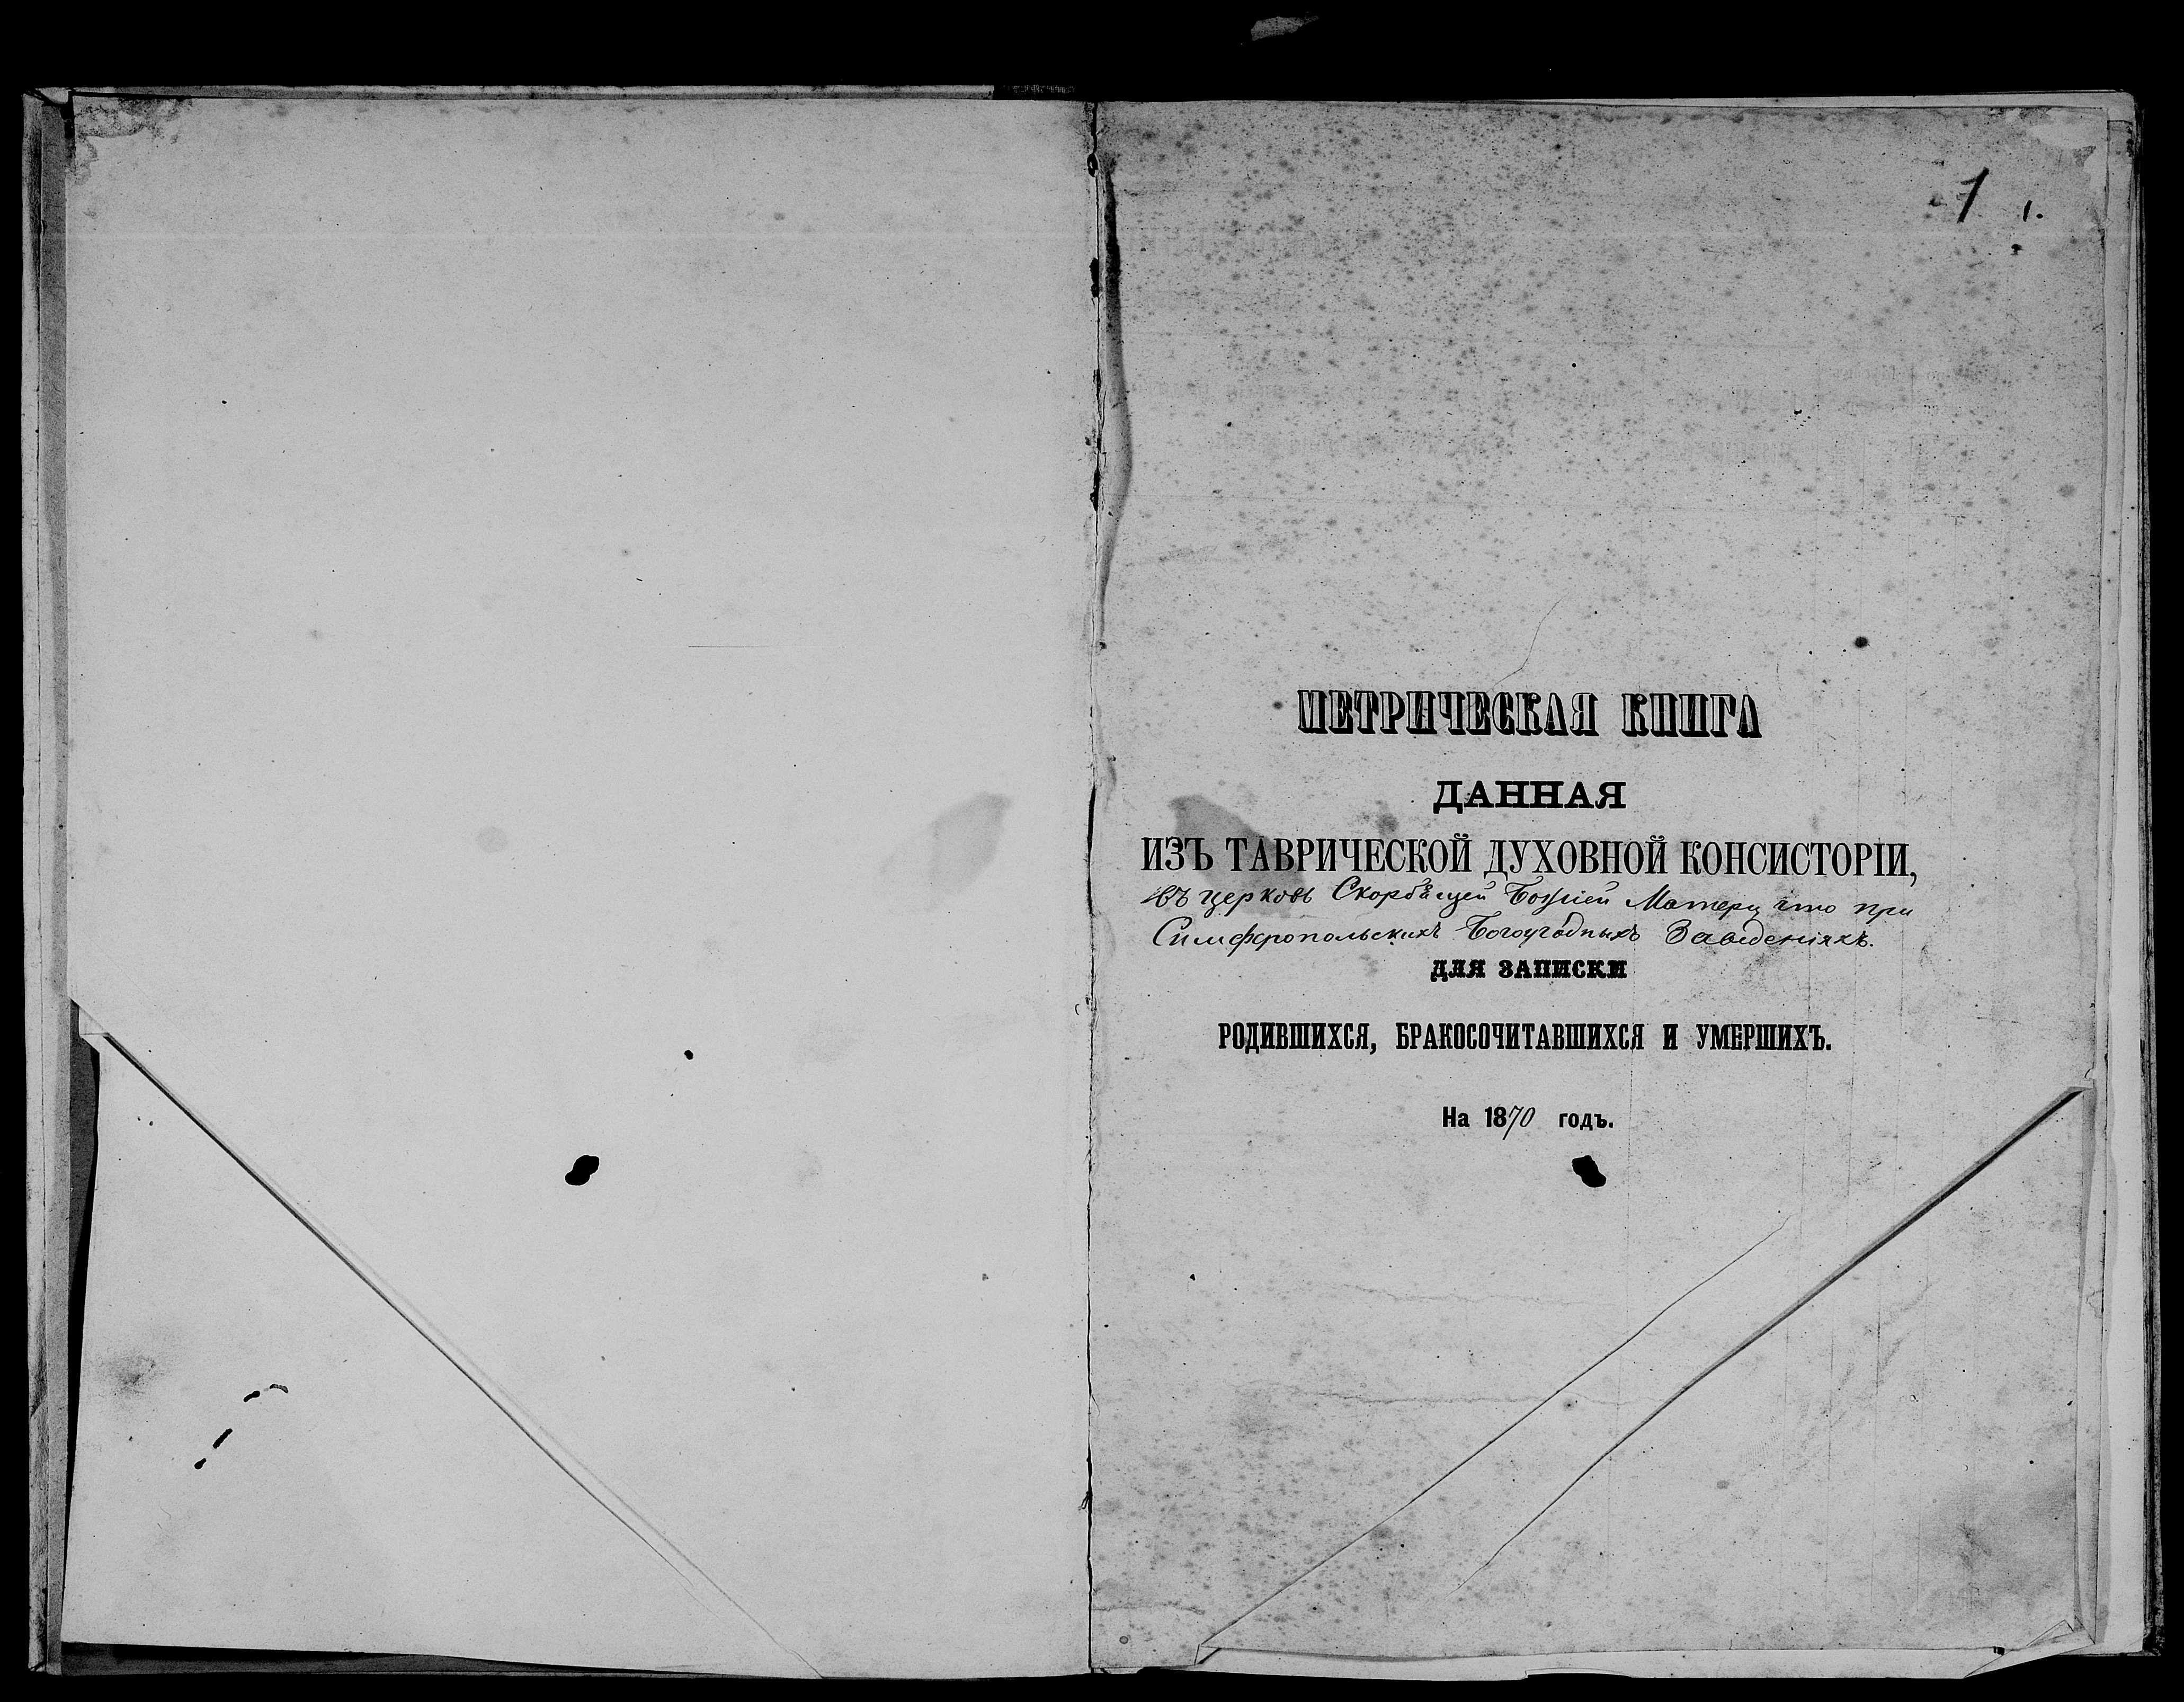 1 1.
МЕТРИЧЕСКАЯ КНИГА
ДАННАЯ
ИЗЪ ТАВРИЧЕСКОЙ ДУХОВНОЙ КОНСИСТОРІИ,
въ церковь Скорбящей Божіей Матери что при
Симферопольскихъ Богоугодныхъ Заведеніяхъ.
ДЛЯ ЗАПИСКИ
РОДИВШИХСЯ, БРАКОСОЧИТАВШИХСЯ И УМЕРШИХЪ.
На 1870 годъ.